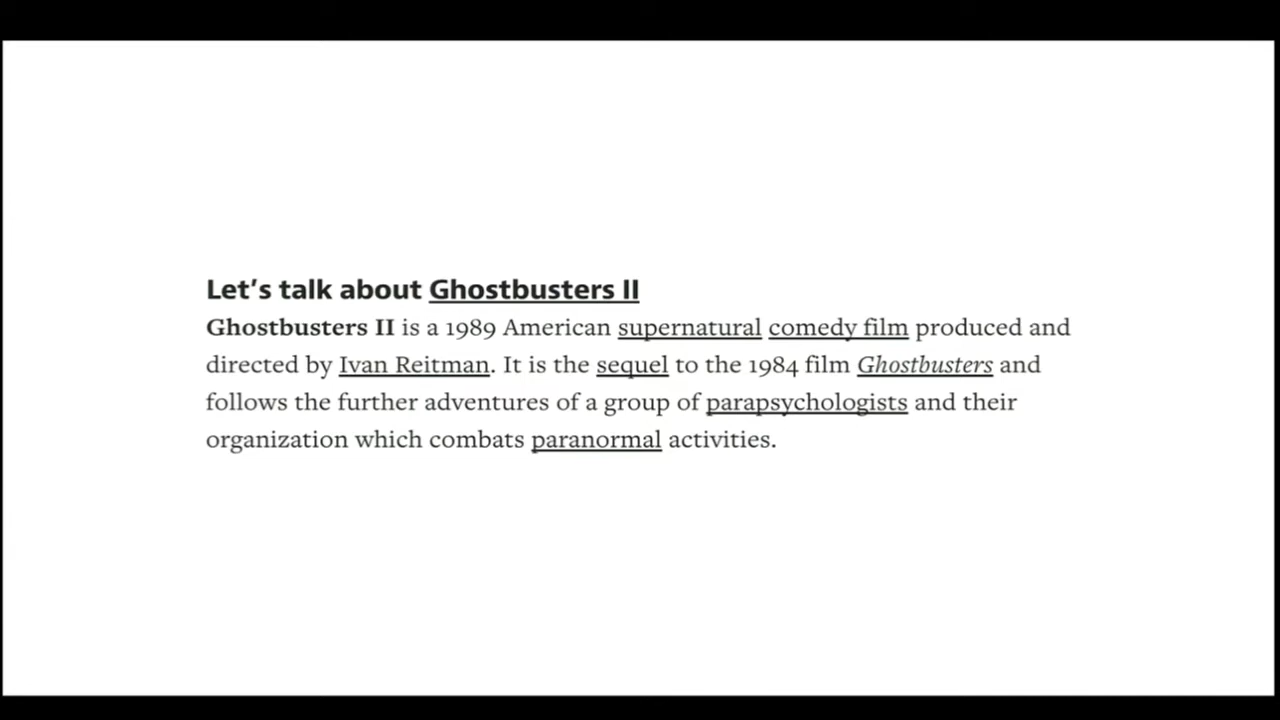 Let's talk about Ghostbusters II
Ghostbusters II is a 1989 American supernatural comedy film produced and
directed by Ivan Reitman. It is the sequel to the 1984 film Ghostbusters and
follows the further adventures of a group of parapsychologists and their
organization which combats paranormal activities.